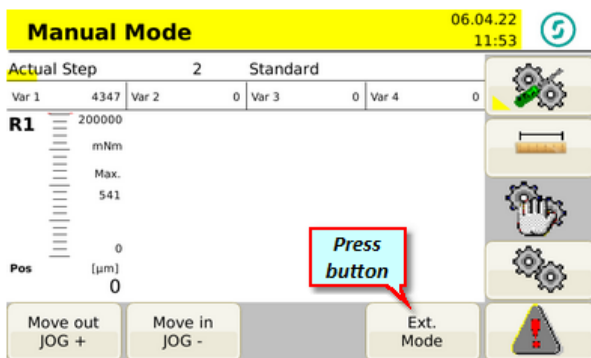 Manual Mode
06.04.22
11:53
Actual Step 2 Standard
Var 1 4347 Var 2 0 Var 3 0 Var 4 0
R1
200000
mNm
Max.
541
0
Pos [µm]
0
Press
button
Move out
JOG +
Move in
JOG -
Ext.
Mode